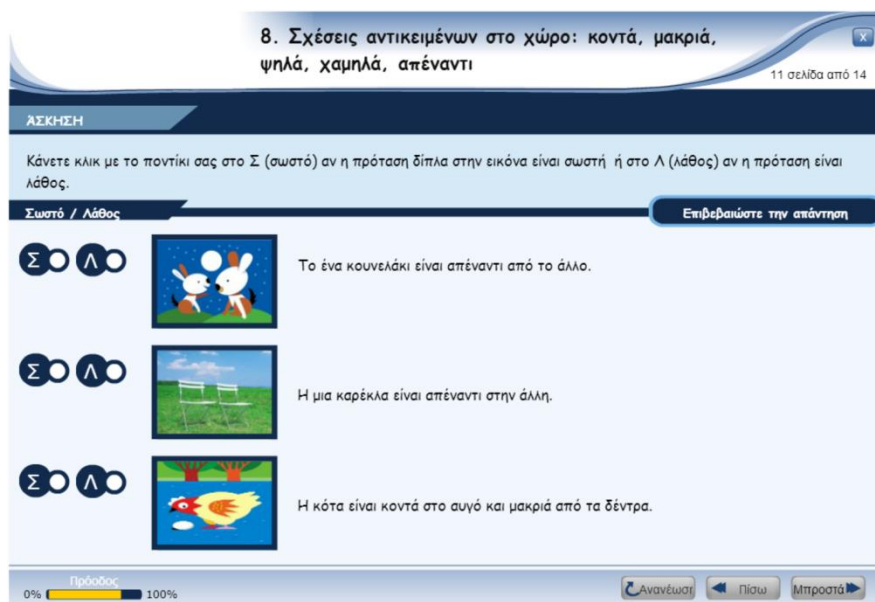 8. Σχέσεις αντικειμένων στο χώρο: κοντά, μακριά,
ψηλά, χαμηλά, απέναντι
X
11 σελίδα από 14
ΆΣΚΗΣΗ
Κάνετε κλικ με το ποντίκι σας στο Σ (σωστό) αν η πρόταση δίπλα στην εικόνα είναι σωστή ή στο Λ (λάθος) αν η πρόταση είναι
λάθος.
Σωστό / Λάθος
Επιβεβαιώστε την απάντηση
Σ Λ
Το ένα κουνελάκι είναι απέναντι από το άλλο.
Σ Λ
Η μια καρέκλα είναι απέναντι στην άλλη.
Σ Λ
Η κότα είναι κοντά στο αυγό και μακριά από τα δέντρα.
Πρόοδος
0% 100%
Ανανέωση
Πίσω
Μπροστά